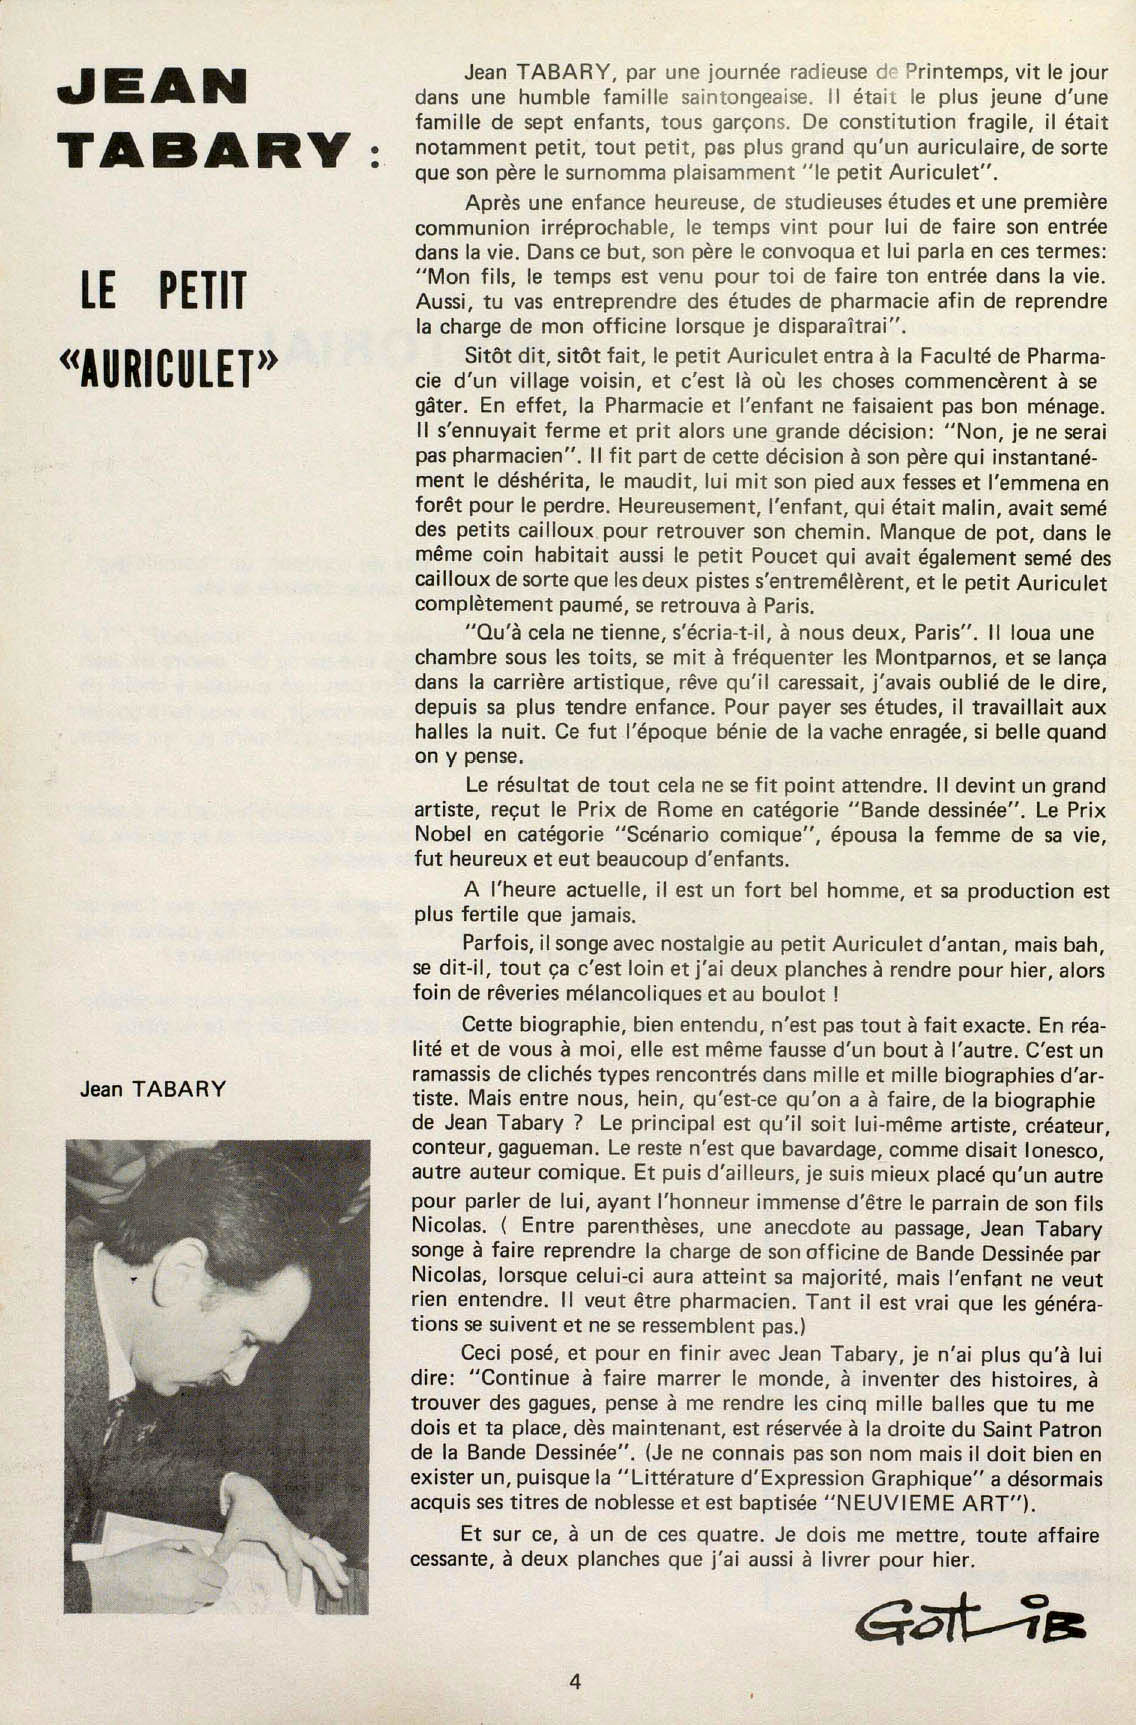 JEAN
TABARY :
LE PETIT
«AURICULET»
Jean TABARY, par une journée radieuse de Printemps, vit le jour
dans une humble famille saintongeaise. Il était le plus jeune d'une
famille de sept enfants, tous garçons. De constitution fragile, il était
notamment petit, tout petit, pas plus grand qu'un auriculaire, de sorte
que son père le surnomma plaisamment "le petit Auriculet".
Après une enfance heureuse, de studieuses études et une première
communion irréprochable, le temps vint pour lui de faire son entrée
dans la vie. Dans ce but, son père le convoqua et lui parla en ces termes:
"Mon fils, le temps est venu pour toi de faire ton entrée dans la vie.
Aussi, tu vas entreprendre des études de pharmacie afin de reprendre
la charge de mon officine lorsque je disparaîtrai".
Sitôt dit, sitôt fait, le petit Auriculet entra à la Faculté de Pharma-
cie d'un village voisin, et c'est là où les choses commencèrent à se
gâter. En effet, la Pharmacie et l'enfant ne faisaient pas bon ménage.
Il s'ennuyait ferme et prit alors une grande décision: "Non, je ne serai
pas pharmacien". Il fit part de cette décision à son père qui instantané-
ment le déshérita, le maudit, lui mit son pied aux fesses et l'emmena en
forêt pour le perdre. Heureusement, l'enfant, qui était malin, avait semé
des petits cailloux pour retrouver son chemin. Manque de pot, dans le
même coin habitait aussi le petit Poucet qui avait également semé des
cailloux de sorte que les deux pistes s'entremêlèrent, et le petit Auriculet
complètement paumé, se retrouva à Paris.
"Qu'à cela ne tienne, s'écria-t-il, à nous deux, Paris". Il loua une
chambre sous les toits, se mit à fréquenter les Montparnos, et se lança
dans la carrière artistique, rêve qu'il caressait, j'avais oublié de le dire,
depuis sa plus tendre enfance. Pour payer ses études, il travaillait aux
halles la nuit. Ce fut l'époque bénie de la vache enragée, si belle quand
on y pense.
Le résultat de tout cela ne se fit point attendre. Il devint un grand
artiste, reçut le Prix de Rome en catégorie "Bande dessinée". Le Prix
Nobel en catégorie "Scénario comique", épousa la femme de sa vie,
fut heureux et eut beaucoup d'enfants.
A l'heure actuelle, il est un fort bel homme, et sa production est
plus fertile que jamais.
Parfois, il songe avec nostalgie au petit Auriculet d'antan, mais bah,
se dit-il, tout ça c'est loin et j'ai deux planches à rendre pour hier, alors
foin de rêveries mélancoliques et au boulot !
Cette biographie, bien entendu, n'est pas tout à fait exacte. En réa-
lité et de vous à moi, elle est même fausse d'un bout à l'autre. C'est un
ramassis de clichés types rencontrés dans mille et mille biographies d'ar-
tiste. Mais entre nous, hein, qu'est-ce qu'on a à faire, de la biographie
de Jean Tabary ? Le principal est qu'il soit lui-même artiste, créateur,
conteur, gagueman. Le reste n'est que bavardage, comme disait Ionesco,
autre auteur comique. Et puis d'ailleurs, je suis mieux placé qu'un autre
pour parler de lui, ayant l'honneur immense d'être le parrain de son fils
Nicolas. ( Entre parenthèses, une anecdote au passage, Jean Tabary
songe à faire reprendre la charge de son officine de Bande Dessinée par
Nicolas, lorsque celui-ci aura atteint sa majorité, mais l'enfant ne veut
rien entendre. Il veut être pharmacien. Tant il est vrai que les généra-
tions se suivent et ne se ressemblent pas.)
Ceci posé, et pour en finir avec Jean Tabary, je n'ai plus qu'à lui
dire: "Continue à faire marrer le monde, à inventer des histoires, à
trouver des gagues, pense à me rendre les cinq mille balles que tu me
dois et ta place, dès maintenant, est réservée à la droite du Saint Patron
de la Bande Dessinée". (Je ne connais pas son nom mais il doit bien en
exister un, puisque la "Littérature d'Expression Graphique" a désormais
acquis ses titres de noblesse et est baptisée "NEUVIEME ART").
Et sur ce, à un de ces quatre. Je dois me mettre, toute affaire
cessante, à deux planches que j'ai aussi à livrer pour hier.
GOTLIB
Jean TABARY
4